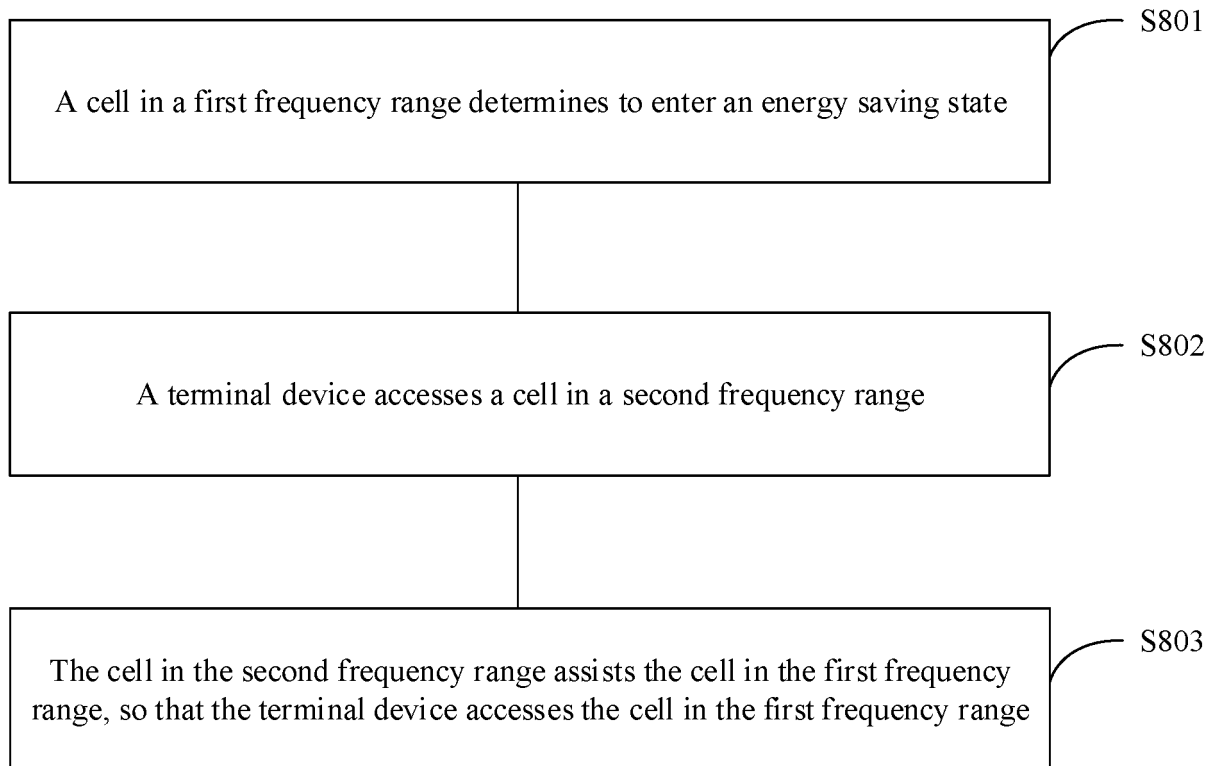 S801
A cell in a first frequency range determines to enter an energy saving state
S802
A terminal device accesses a cell in a second frequency range
S803
The cell in the second frequency range assists the cell in the first frequency
range, so that the terminal device accesses the cell in the first frequency range